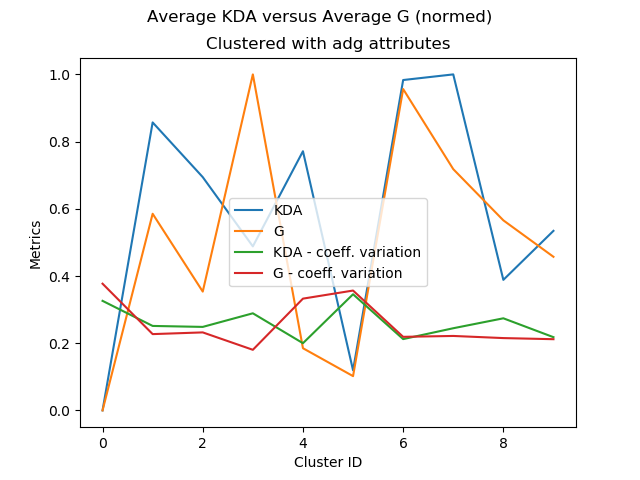 Average KDA versus Average G (normed)
Clustered with adg attributes
Metrics
1.0
0.8
0.6
0.4
0.2
0.0
KDA
G
KDA - coeff. variation
G - coeff. variation
0 2 4 6 8
Cluster ID